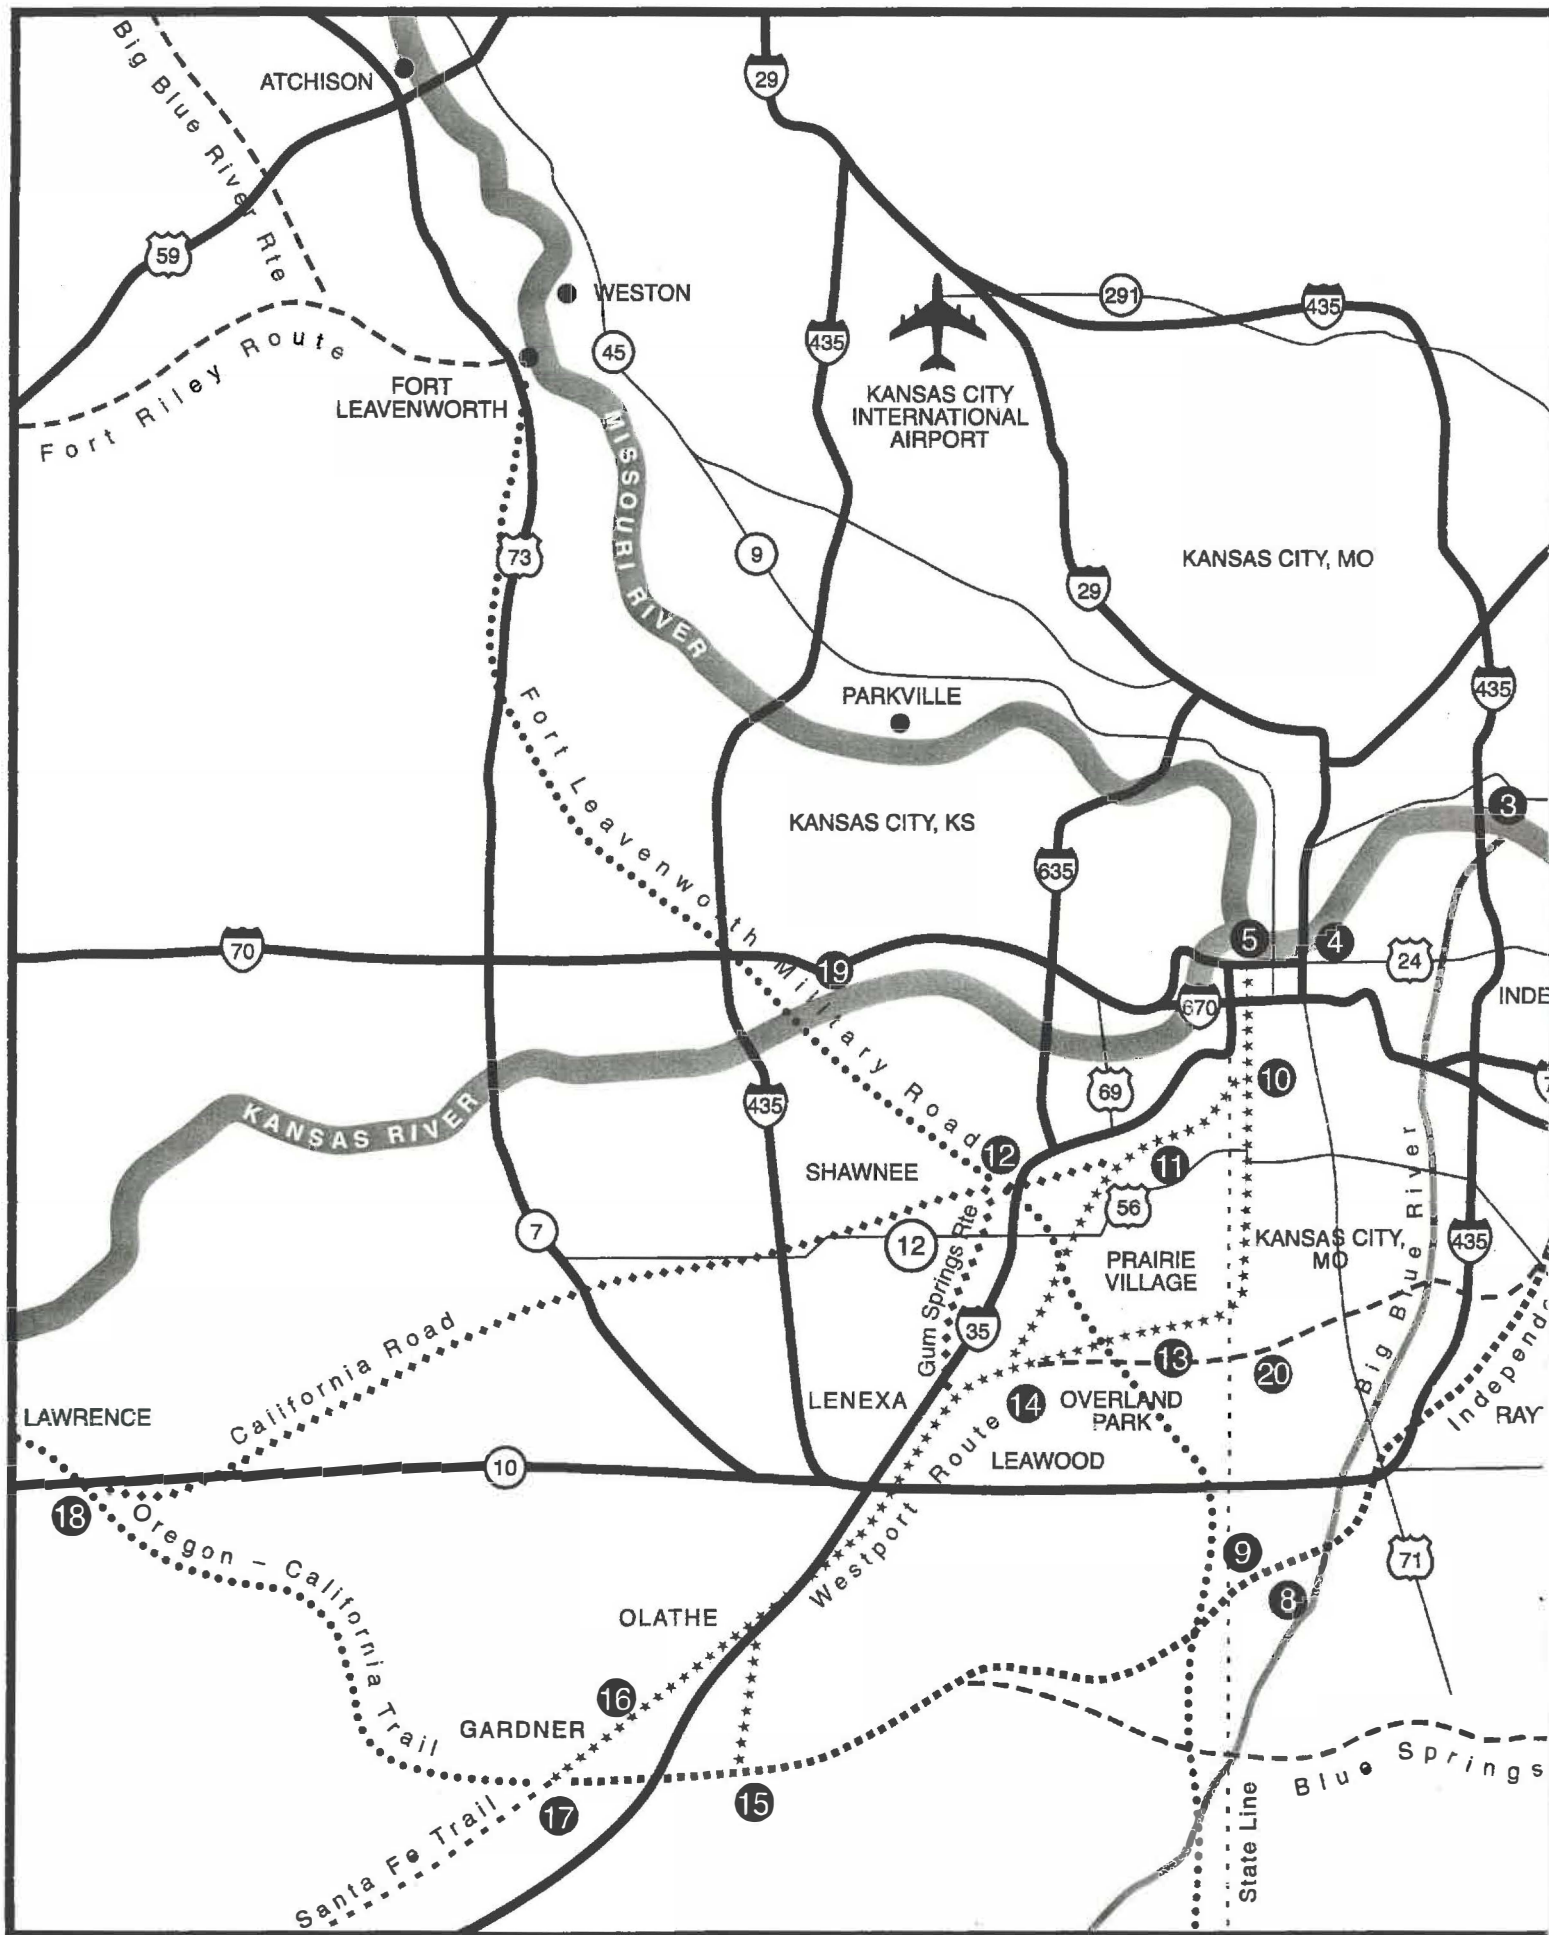 Big Blue River Rte
ATCHISON
29
59
WESTON
291
435
435
45
Fort Riley Route
FORT
LEAVENWORTH
KANSAS CITY
INTERNATIONAL
AIRPORT
MISSOURI RIVER
73
9
KANSAS CITY, MO
29
435
PARKVILLE
Fort Leavenworth Military Road
KANSAS CITY, KS
3
635
5
4
70
19
24
670
INDE
10
69
435
KANSAS RIVER
12
11
SHAWNEE
56
7
12
Gum Springs Rte
PRAIRIE
VILLAGE
KANSAS CITY,
MO
Big Blue River
435
35
California Road
13
20
Independ
LENEXA
14
OVERLAND
PARK
RAY
LAWRENCE
Westport Route
LEAWOOD
10
18
Oregon – California Trail
9
71
8
OLATHE
16
GARDNER
Blue Springs
17
15
Santa Fe Trail
State Line